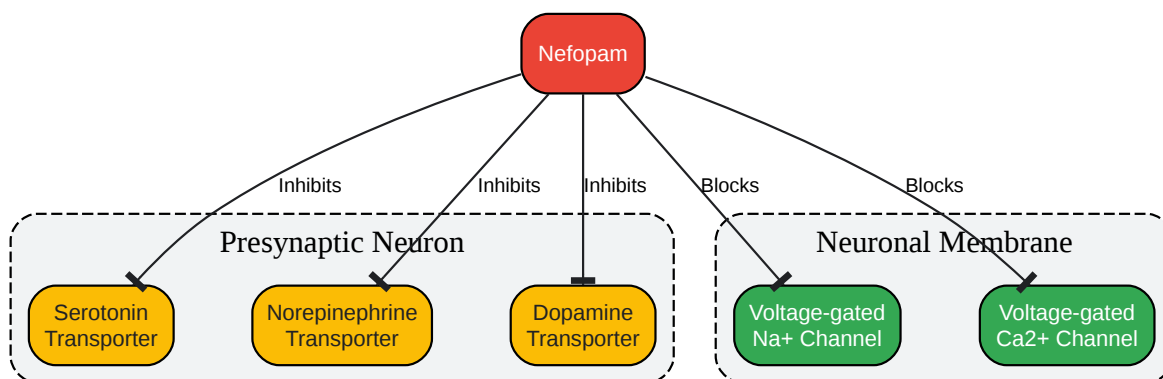 Nefopam
Inhibits
Inhibits
Inhibits
Blocks
Blocks
Presynaptic Neuron
Neuronal Membrane
Serotonin
Transporter
Norepinephrine
Transporter
Dopamine
Transporter
Voltage-gated
Na+ Channel
Voltage-gated
Ca2+ Channel